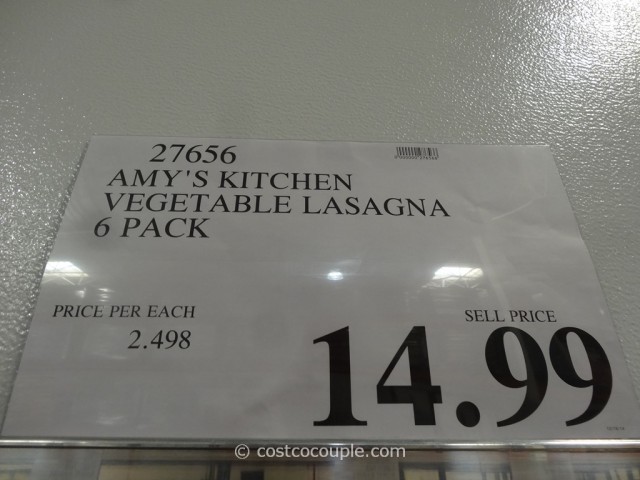 27656
AMY'S KITCHEN
VEGETABLE LASAGNA
6 PACK
PRICE PER EACH
2.498
SELL PRICE
14.99
© costcocouple.com